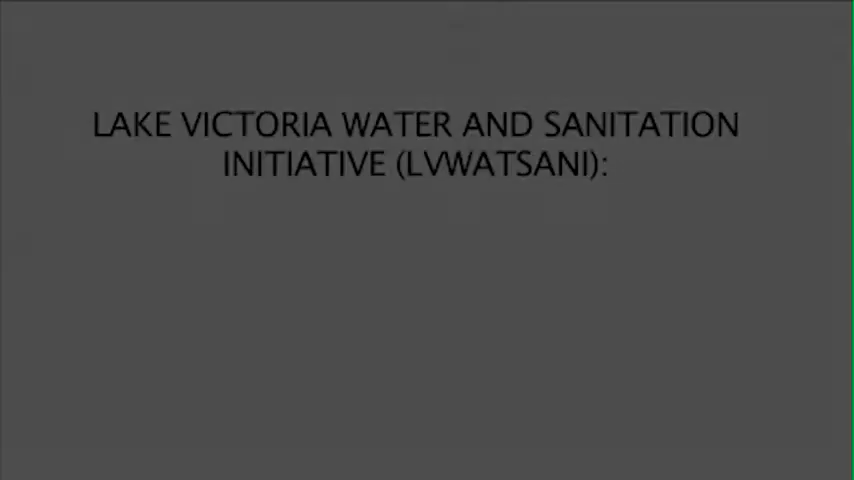 LAKE VICTORIA WATER AND SANITATION
INITIATIVE (LVWATSANI):